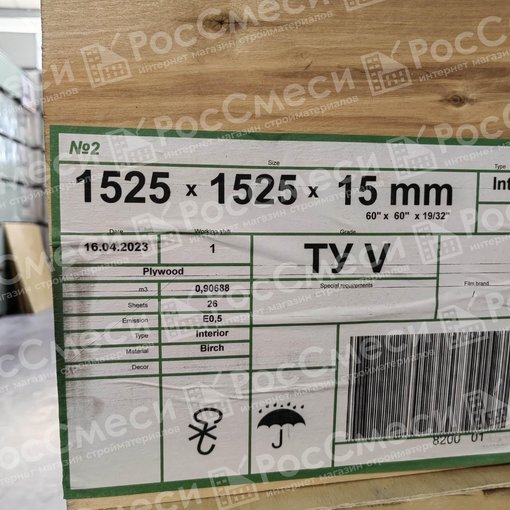 №2
Size
Type
1525 x 1525 x 15 mm
Int
60" x 60" x 19/32"
Date
Working
Grade
16.04.2023
1
ТУ V
Plywood
Special requirements
Film brand
m3 0,90688
/
Sheets 26
Emission E0,5
Type interior
Material Birch
Decor
8200 01
РосСмеси
интернет магазин стройматериалов